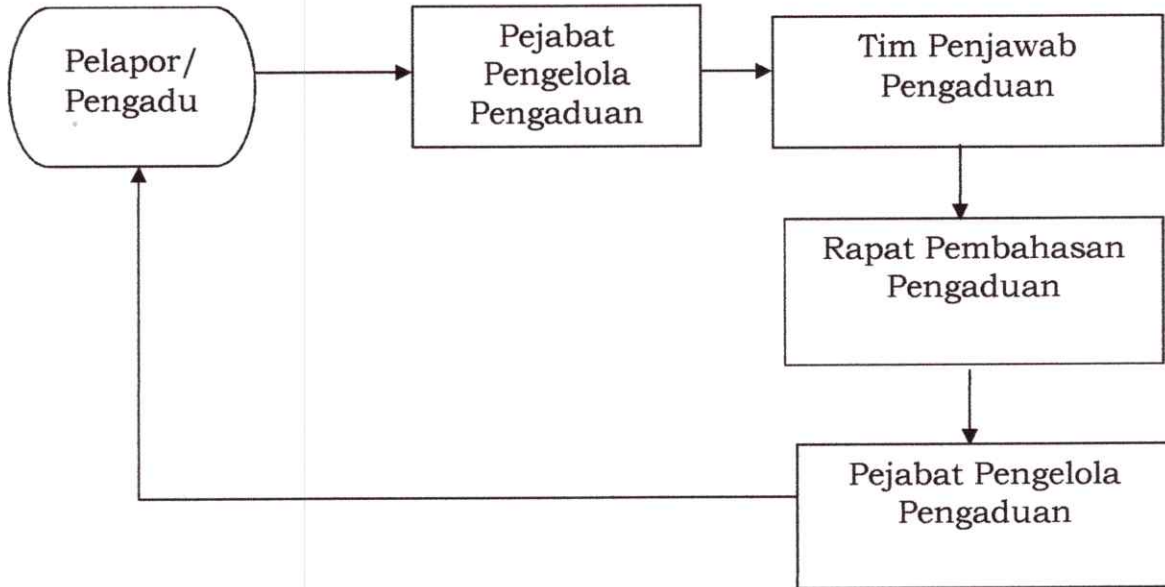 Pelapor/
Pengadu
Pejabat
Pengelola
Pengaduan
Tim Penjawab
Pengaduan
Rapat Pembahasan
Pengaduan
Pejabat Pengelola
Pengaduan